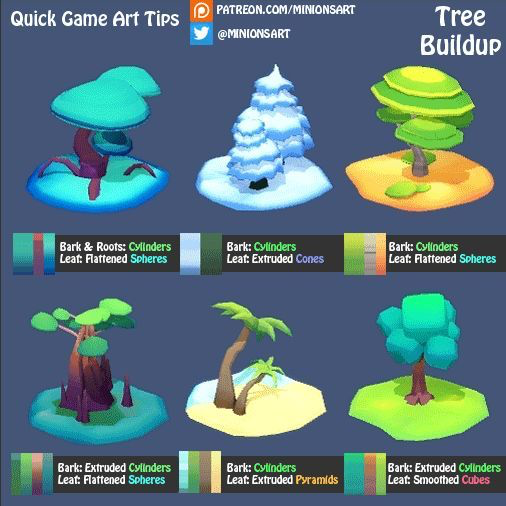 Quick Game Art Tips
PATREON.COM/MINIONSART
@MINIONSART
Tree
Buildup
Bark & Roots: Cylinders
Leaf: Flattened Spheres
Bark: Cylinders
Leaf: Extruded Cones
Bark: Cylinders
Leaf: Flattened Spheres
Bark: Extruded Cylinders
Leaf: Flattened Spheres
Bark: Cylinders
Leaf: Extruded Pyramids
Bark: Extruded Cylinders
Leaf: Smoothed Cubes